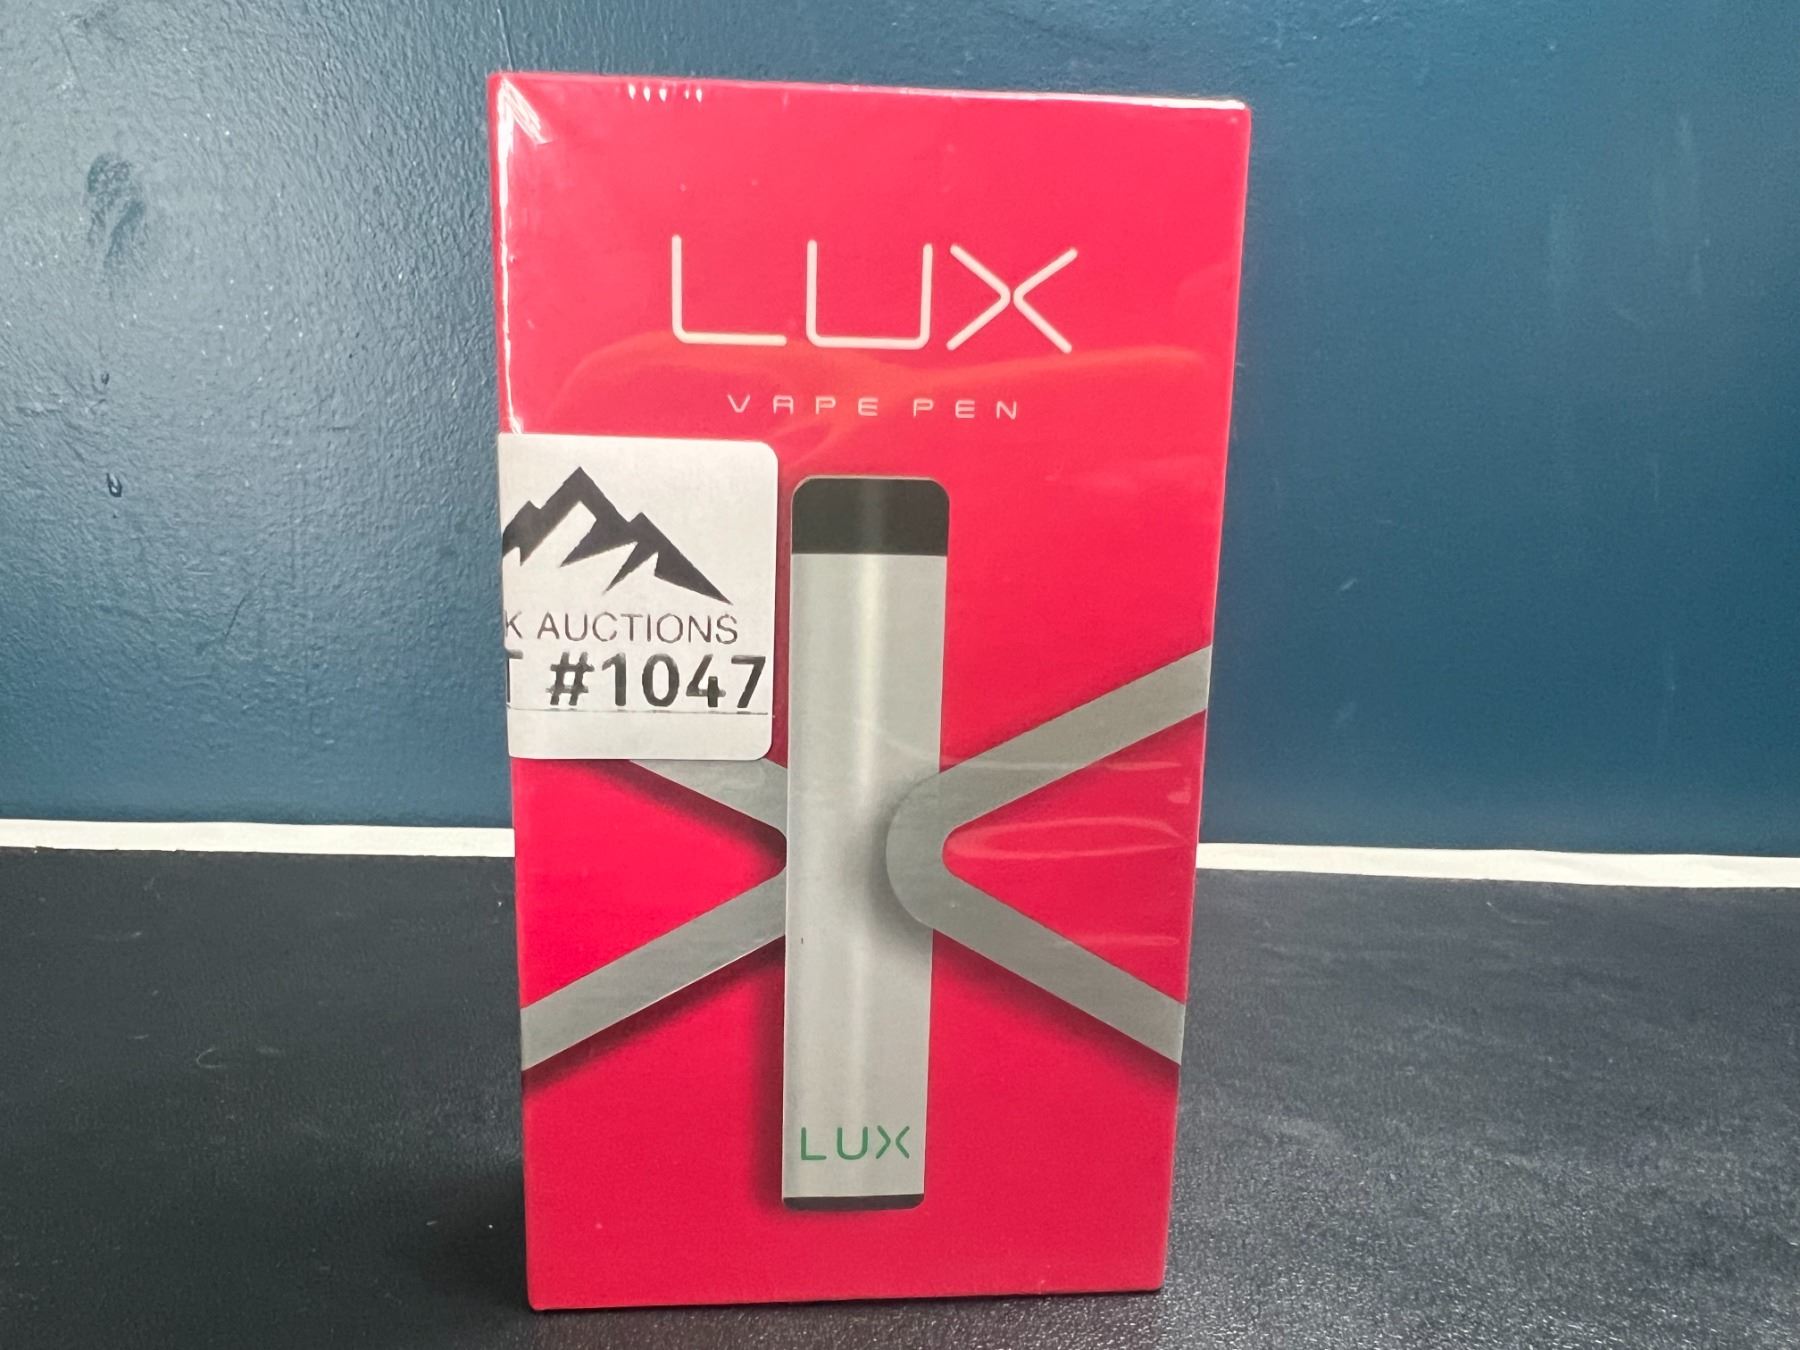 LUX
VAPE PEN
K AUCTIONS
#1047
LUX